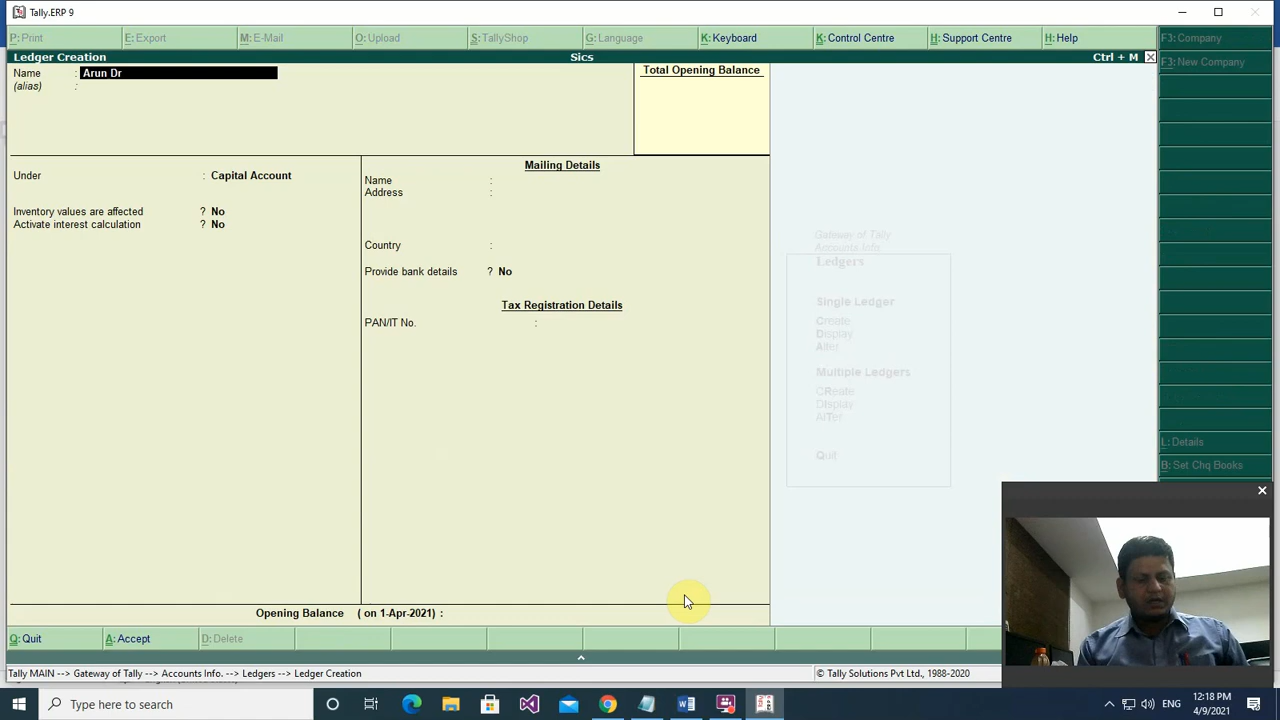 Tally.ERP 9
P: Print
E: Export
M: E-Mail
O: Upload
S: TallyShop
G: Language
K: Keyboard
K: Control Centre
H: Support Centre
H: Help
F3: Company
Ledger Creation
Sics
Ctrl + M
F3: New Company
Name : Arun Dr
(alias) :
Total Opening Balance
Under : Capital Account
Inventory values are affected ? No
Activate interest calculation ? No
Mailing Details
Name :
Address :
Country :
Provide bank details ? No
Tax Registration Details
PAN/IT No. :
Gateway of Tally
Accounts Info.
Ledgers
Single Ledger
Create
Display
Alter
Multiple Ledgers
CReate
DIsplay
AlTer
Quit
L: Details
B: Set Chq Books
Opening Balance ( on 1-Apr-2021) :
Q: Quit
A: Accept
D: Delete
Tally MAIN --> Gateway of Tally --> Accounts Info. --> Ledgers --> Ledger Creation
© Tally Solutions Pvt Ltd., 1988-2020
Type here to search
ENG
12:18 PM
4/9/2021